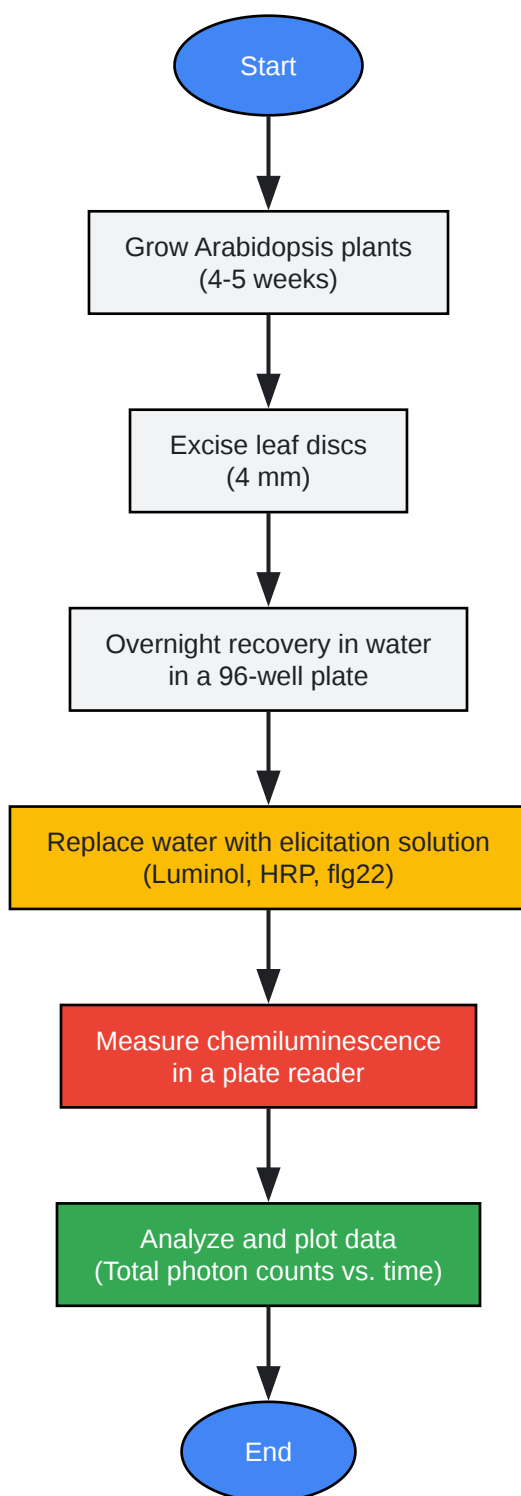 Start
Grow Arabidopsis plants
(4-5 weeks)
Excise leaf discs
(4 mm)
Overnight recovery in water
in a 96-well plate
Replace water with elicitation solution
(Luminol, HRP, flg22)
Measure chemiluminescence
in a plate reader
Analyze and plot data
(Total photon counts vs. time)
End